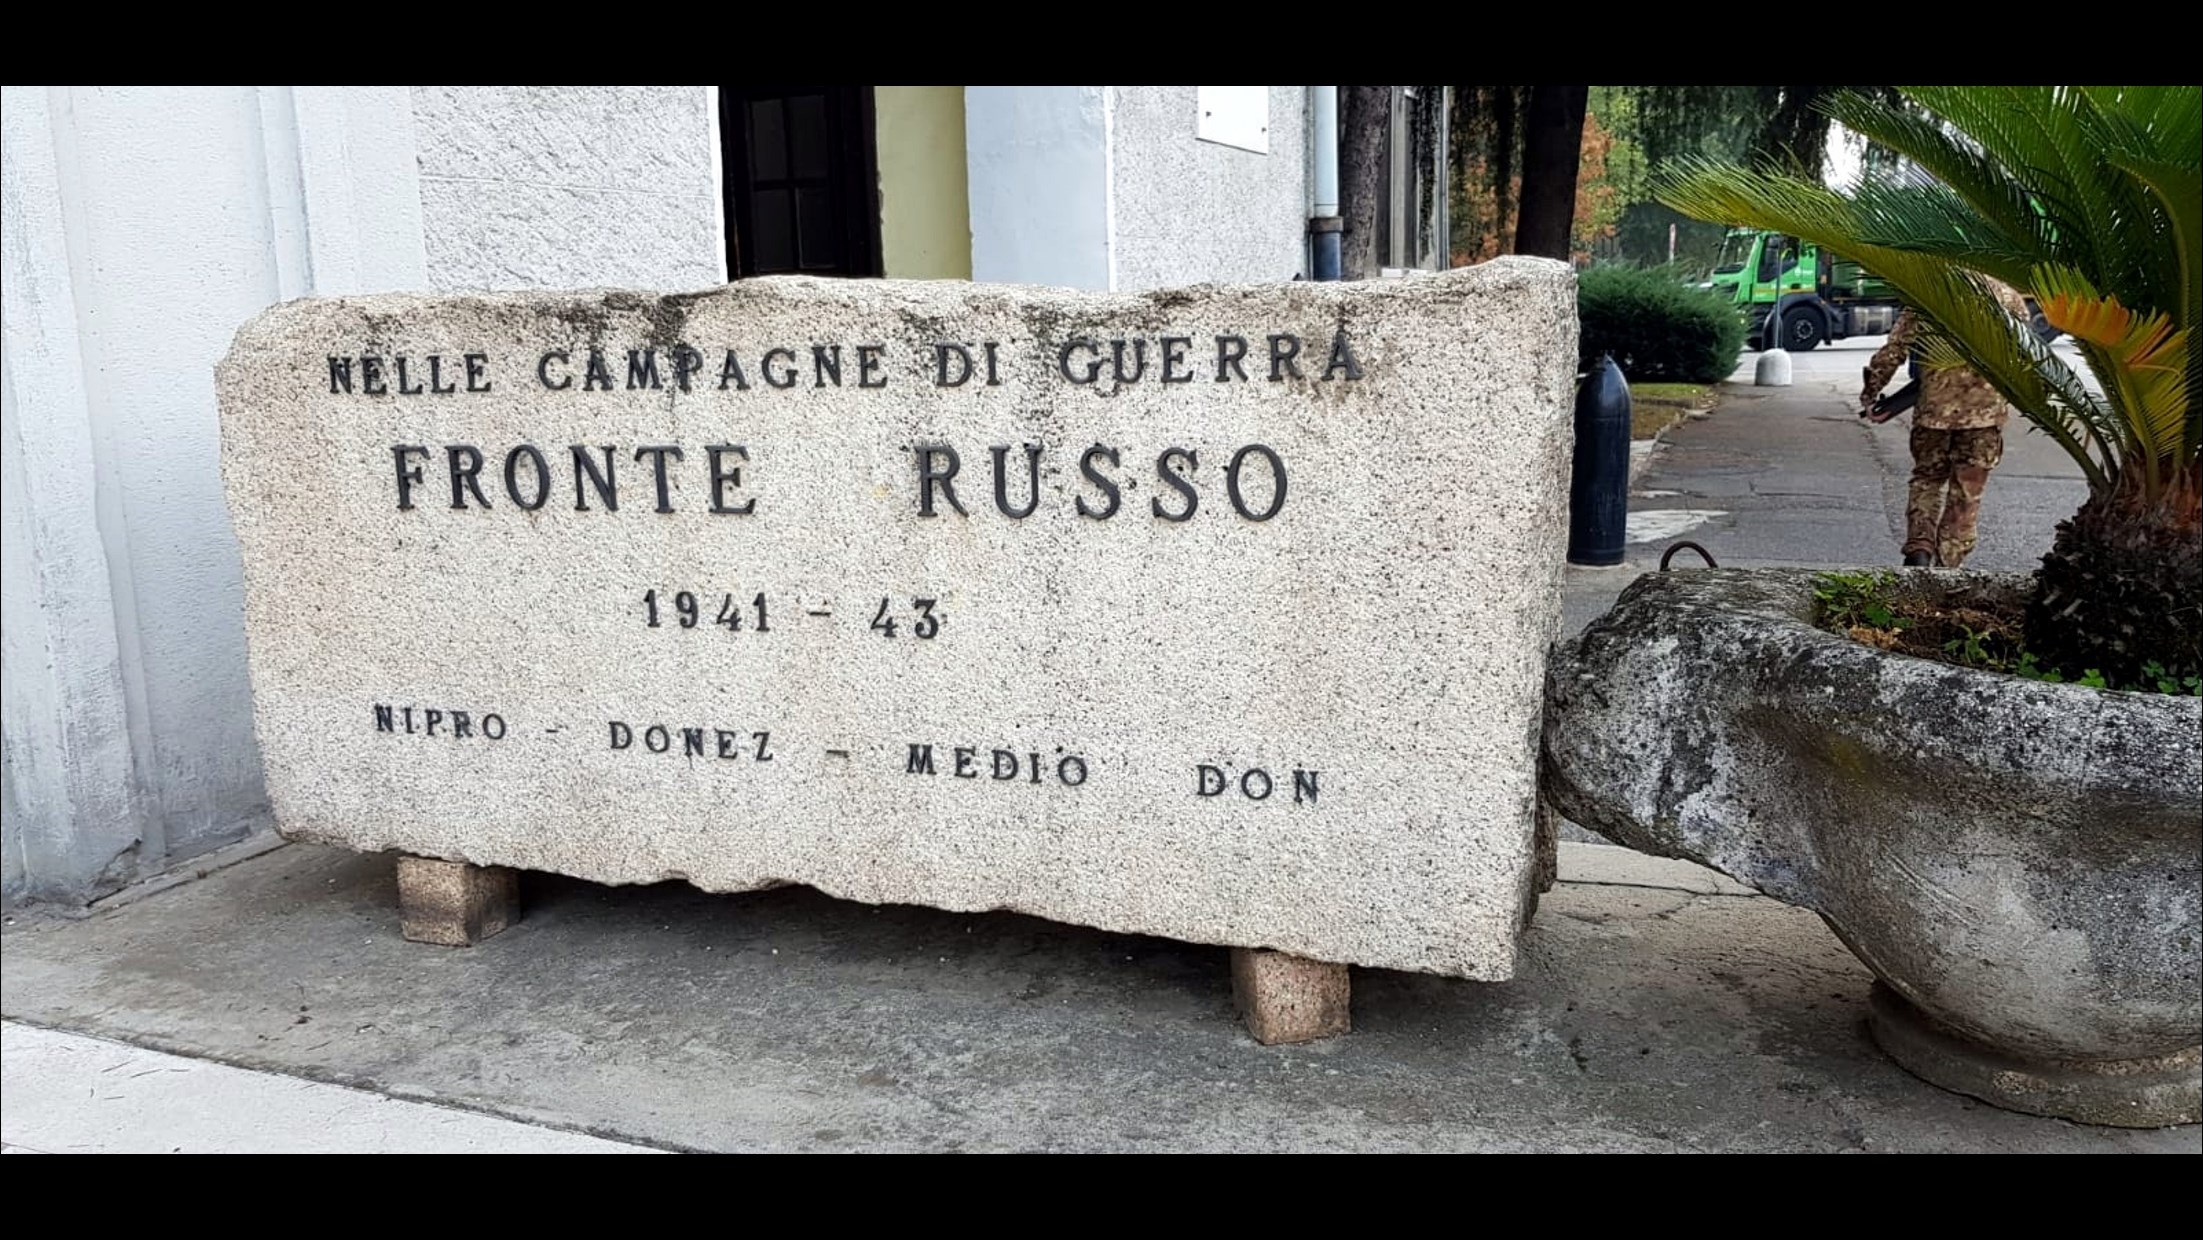 NELLE CAMPAGNE DI GUERRA
FRONTE RUSSO
1941 - 43
NIPRO - DONEZ - MEDIO DON